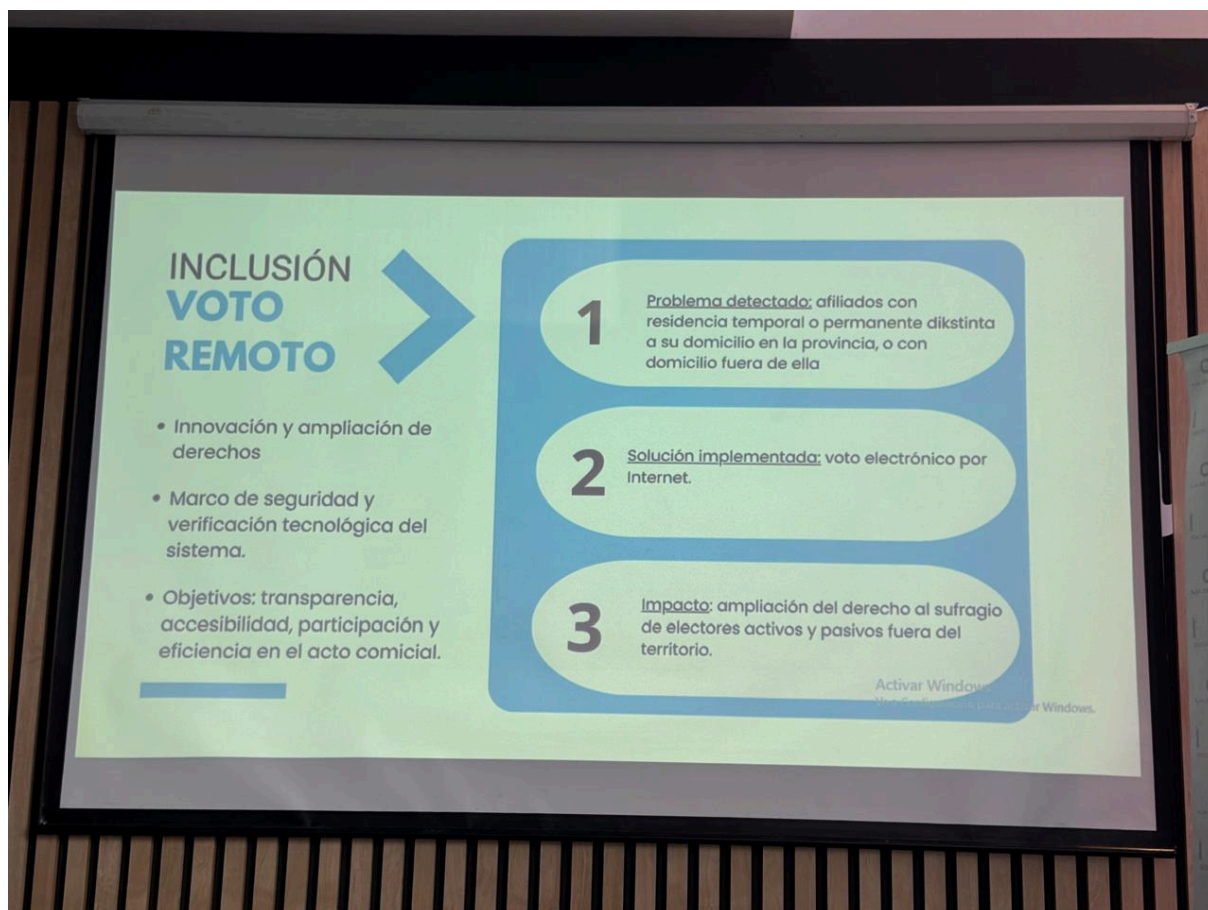 INCLUSIÓN
VOTO
REMOTO
• Innovación y ampliación de
derechos
• Marco de seguridad y
verificación tecnológica del
sistema.
• Objetivos: transparencia,
accesibilidad, participación y
eficiencia en el acto comicial.
1
Problema detectado: afiliados con
residencia temporal o permanente dikstinta
a su domicilio en la provincia, o con
domicilio fuera de ella
2
Solución implementada: voto electrónico por
Internet.
3
Impacto: ampliación del derecho al sufragio
de electores activos y pasivos fuera del
territorio.
Activar Windows
para activar Windows.